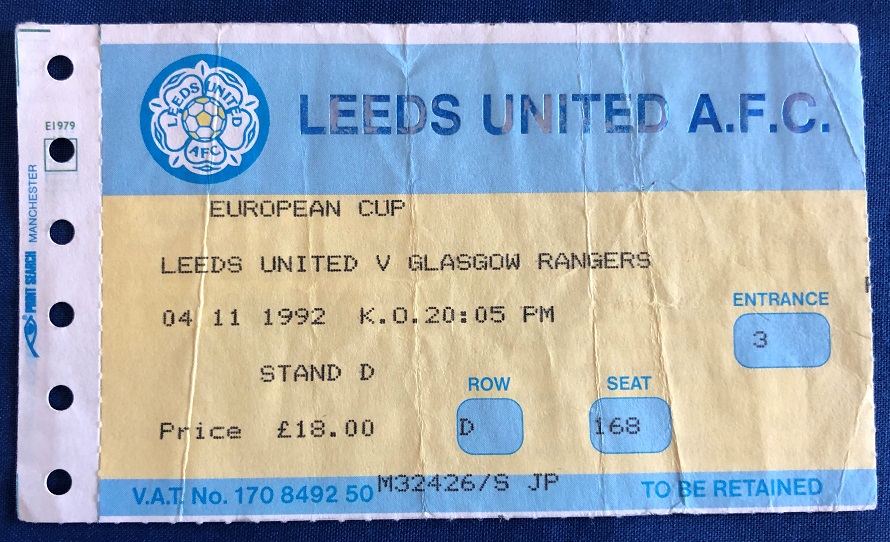 E1979
PRINT SEARCH MANCHESTER
LEEDS UNITED
AFC
LEEDS UNITED A.F.C.
EUROPEAN CUP
LEEDS UNITED V GLASGOW RANGERS
04 11 1992 K.O.20:05 PM
ENTRANCE
3
STAND D
ROW
D
SEAT
168
Price £18.00
V.A.T. No. 170 8492 50
M32426/S JP
TO BE RETAINED